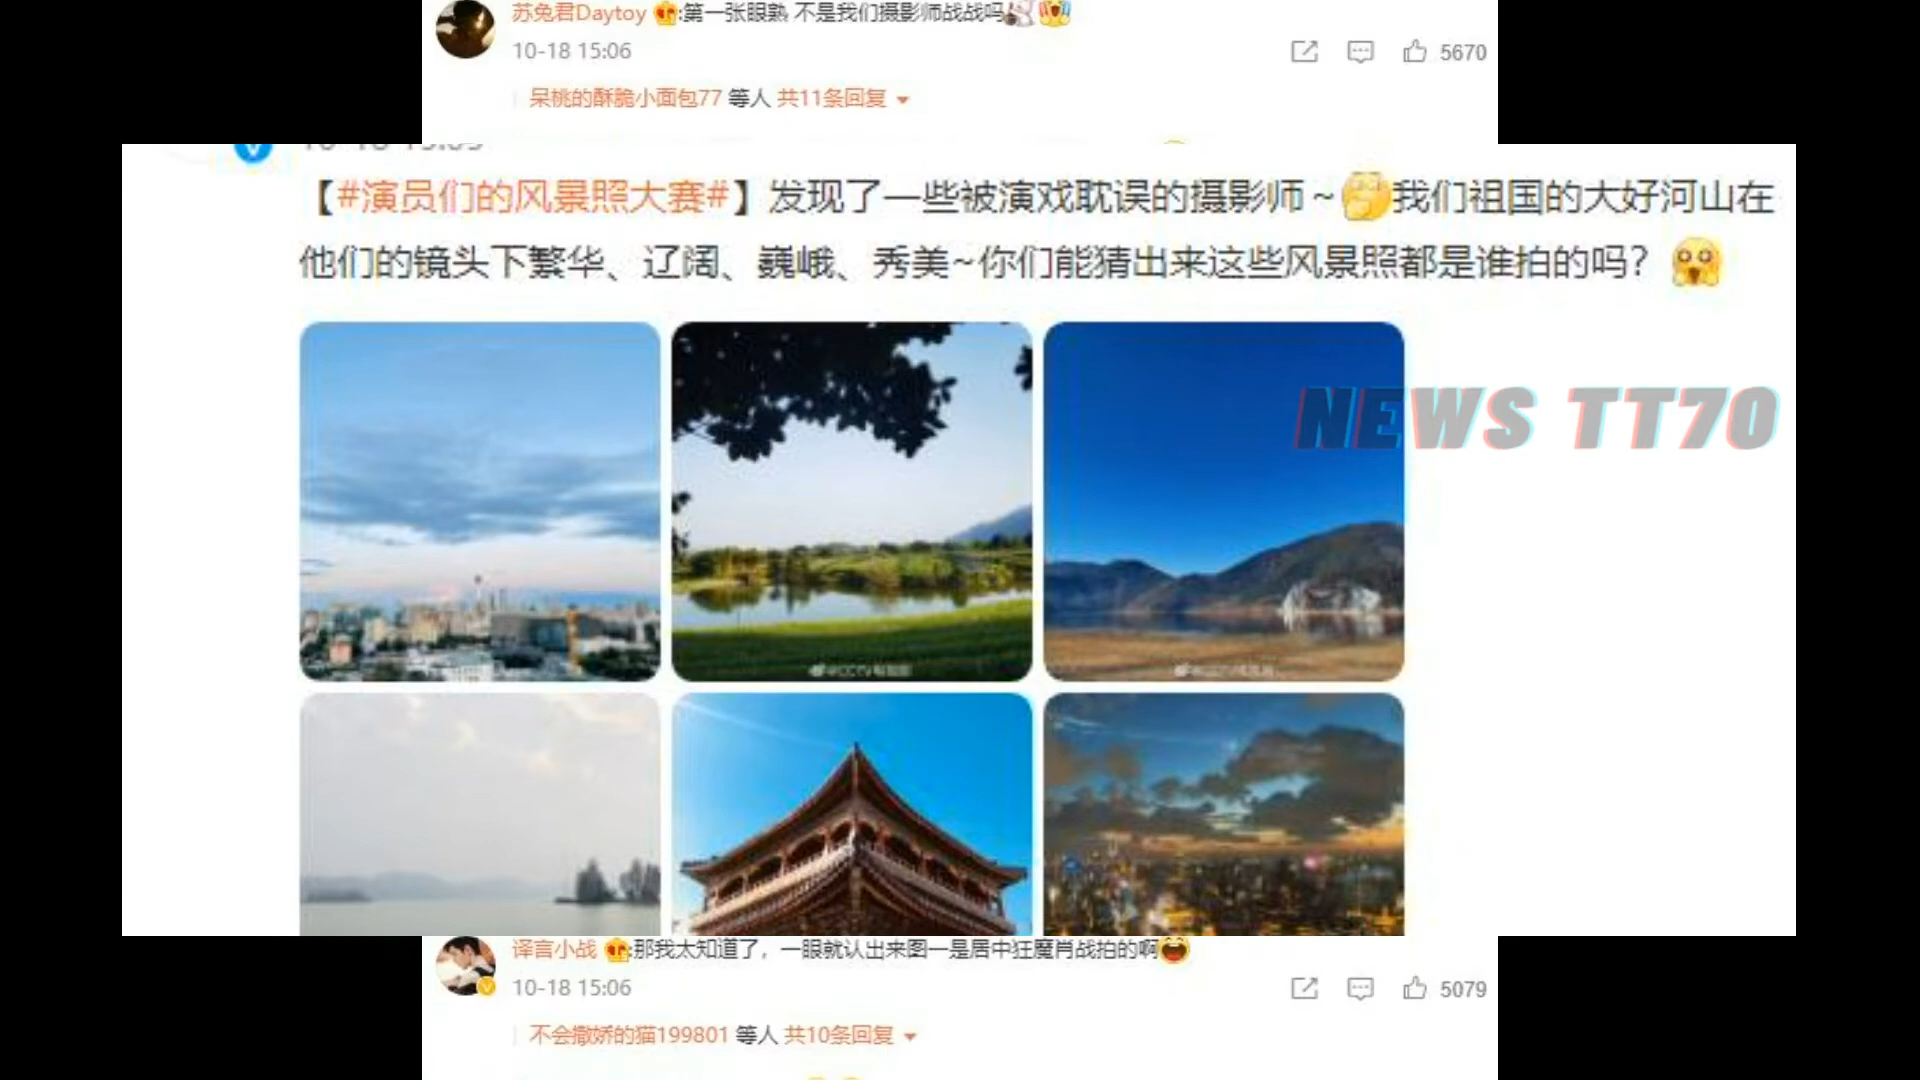 苏兔君Daytoy:第一张眼熟 不是我们摄影师战战吗
10-18 15:06
5670
呆桃的酥脆小面包77 等人 共11条回复
【#演员们的风景照大赛#】发现了一些被演戏耽误的摄影师~我们祖国的大好河山在
他们的镜头下繁华、辽阔、巍峨、秀美~你们能猜出来这些风景照都是谁拍的吗?
NEWS TT70
译言小战:那我太知道了，一眼就认出来图一是居中狂魔肖战拍的啊
10-18 15:06
5079
不会撒娇的猫199801 等人 共10条回复